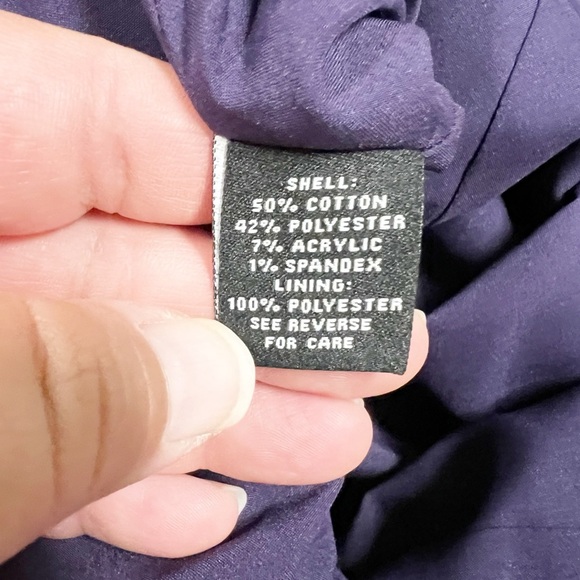 SHELL:
50% COTTON
42% POLYESTER
7% ACRYLIC
1% SPANDEX
LINING:
100% POLYESTER
SEE REVERSE
FOR CARE